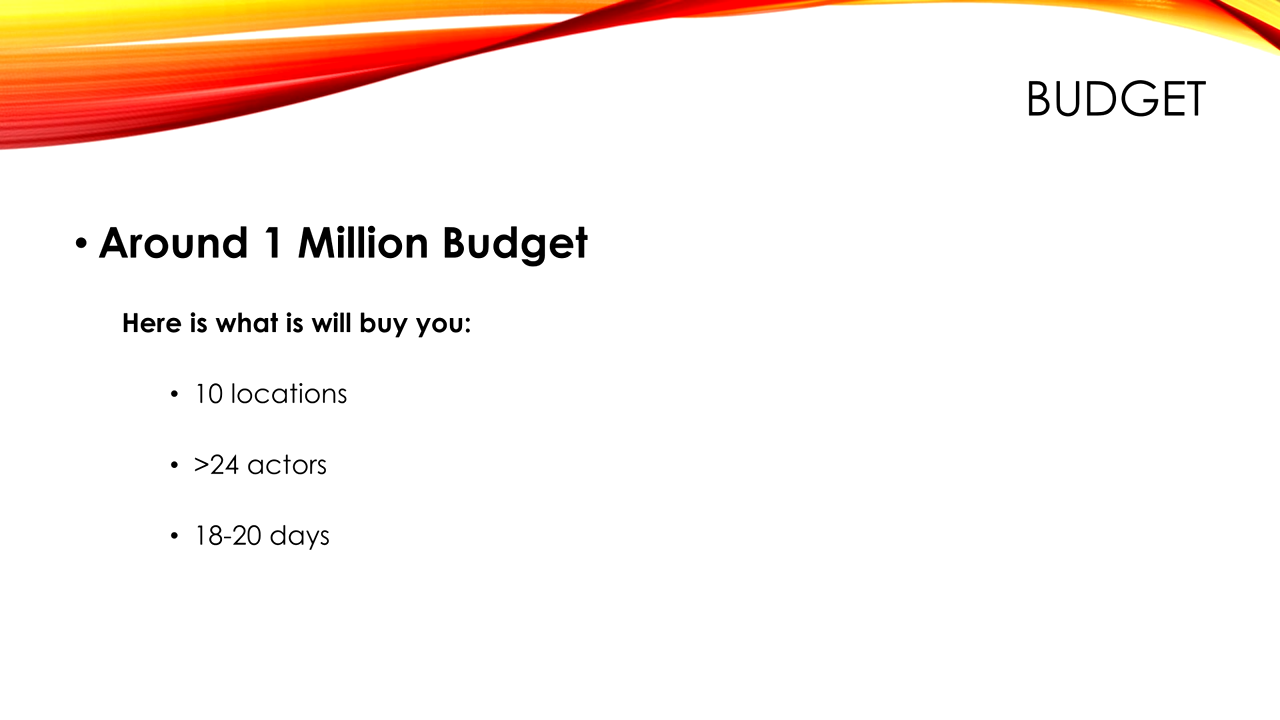 BUDGET
• Around 1 Million Budget
Here is what is will buy you:
• 10 locations
• >24 actors
• 18-20 days